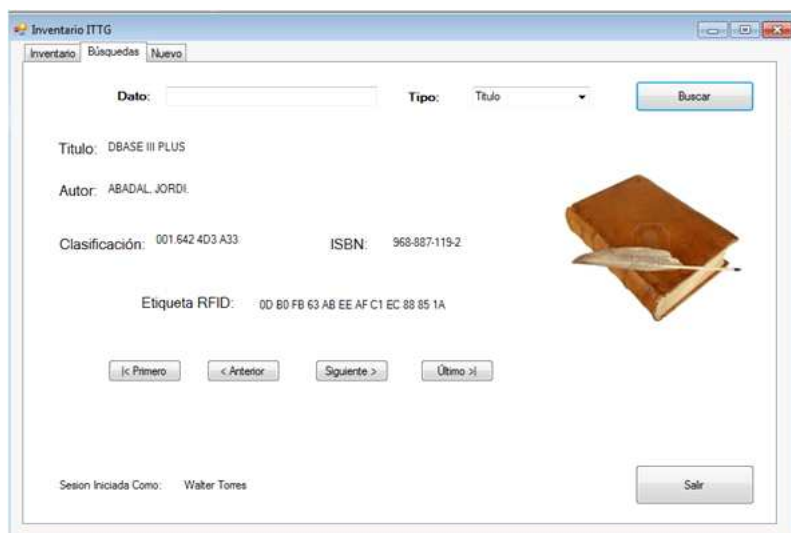 Inventario ITTG
Inventario Búsquedas Nuevo
Dato: Tipo: Titulo Buscar
Titulo: DBASE III PLUS
Autor: ABADAL, JORDI.
Clasificación: 001.642 4D3 A33 ISBN: 968-887-119-2
Etiqueta RFID: 0D B0 FB 63 AB EE AF C1 EC 88 85 1A
|< Primero < Anterior Siguiente > Último >|
Sesion Iniciada Como: Walter Torres Salir